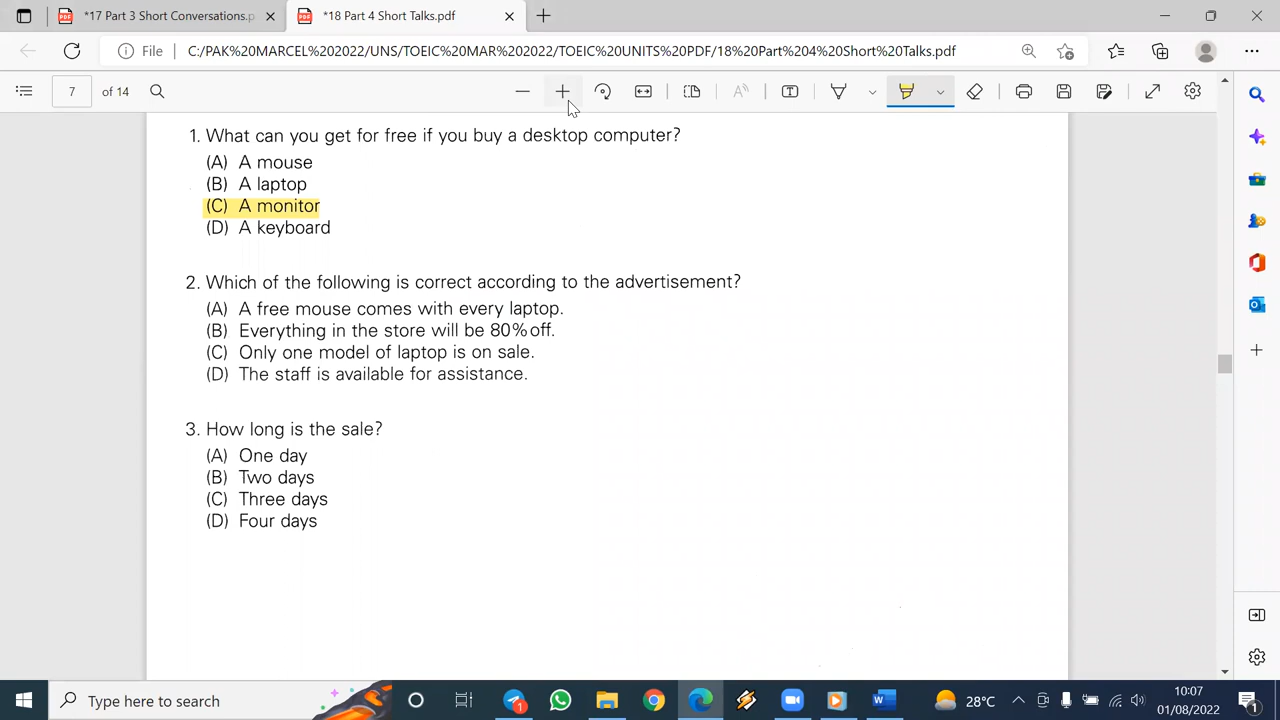 *17 Part 3 Short Conversations.p
*18 Part 4 Short Talks.pdf
File
C:/PAK%20MARCEL%202022/UNS/TOEIC%20MAR%202022/TOEIC%20UNITS%20PDF/18%20Part%204%20Short%20Talks.pdf
7 of 14
1. What can you get for free if you buy a desktop computer?
(A) A mouse
(B) A laptop
(C) A monitor
(D) A keyboard
2. Which of the following is correct according to the advertisement?
(A) A free mouse comes with every laptop.
(B) Everything in the store will be 80% off.
(C) Only one model of laptop is on sale.
(D) The staff is available for assistance.
3. How long is the sale?
(A) One day
(B) Two days
(C) Three days
(D) Four days
Type here to search
1
28°C
10:07
01/08/2022
1